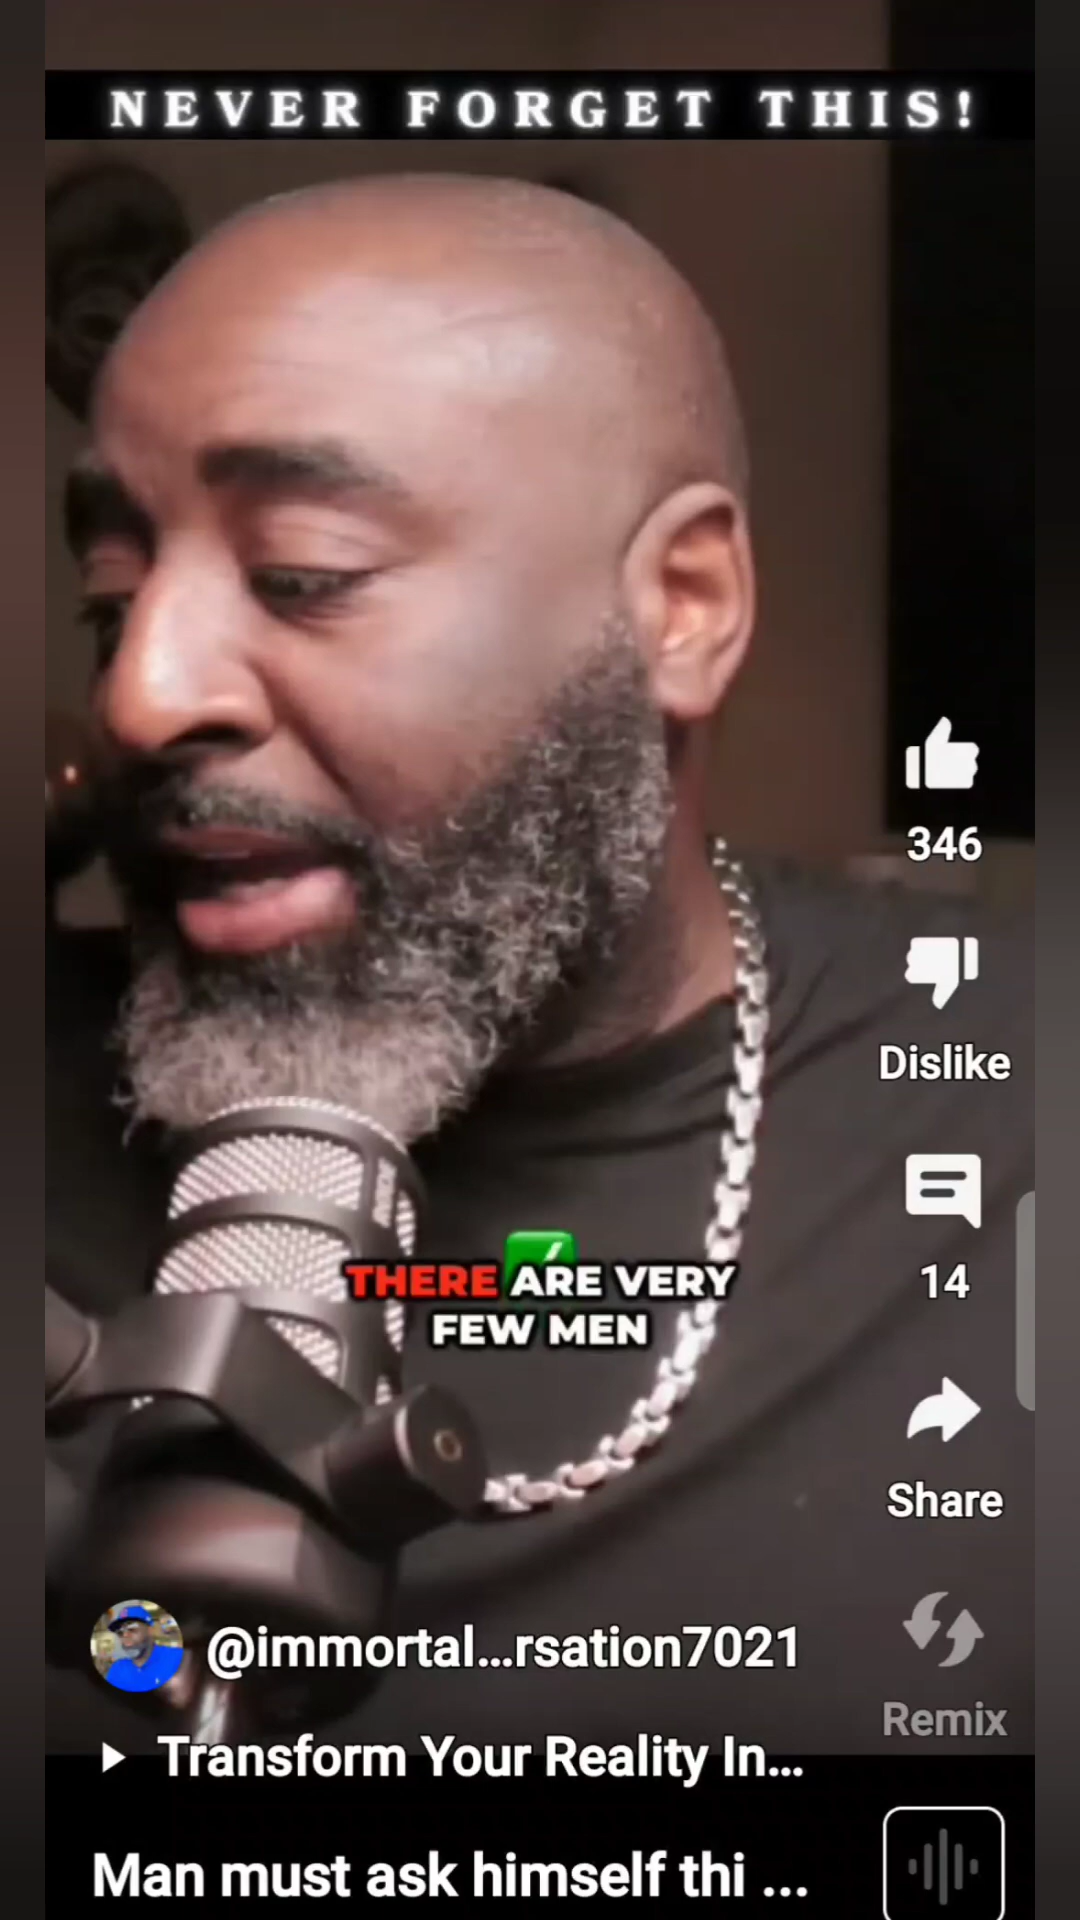 NEVER FORGET THIS!
346
Dislike
RODE
THERE ARE VERY
FEW MEN
14
Share
@immortal...rsation7021
Remix
Transform Your Reality In...
Man must ask himself thi ...